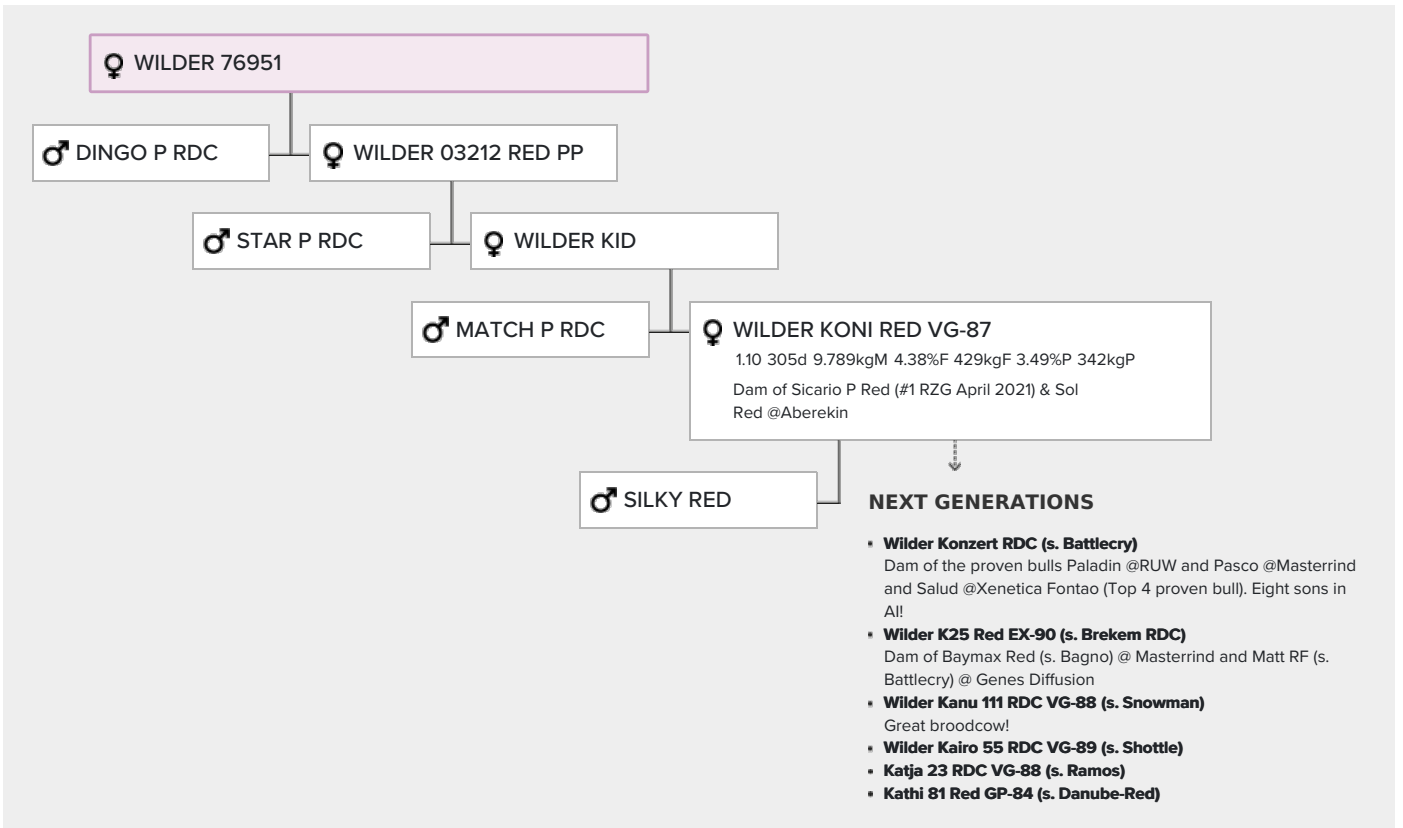 WILDER 76951
DINGO P RDC
WILDER 03212 RED PP
STAR P RDC
WILDER KID
MATCH P RDC
WILDER KONI RED VG-87
1.10 305d 9.789kgM 4.38%F 429kgF 3.49%P 342kgP
Dam of Sicario P Red (#1 RZG April 2021) & Sol
Red @Aberekin
SILKY RED
NEXT GENERATIONS
Wilder Konzert RDC (s. Battlecry)
Dam of the proven bulls Paladin @RUW and Pasco @Masterrind
and Salud @Xenetica Fontao (Top 4 proven bull). Eight sons in
AI!
Wilder K25 Red EX-90 (s. Brekem RDC)
Dam of Baymax Red (s. Bagno) @ Masterrind and Matt RF (s.
Battlecry) @ Genes Diffusion
Wilder Kanu 111 RDC VG-88 (s. Snowman)
Great broodcow!
Wilder Kairo 55 RDC VG-89 (s. Shottle)
Katja 23 RDC VG-88 (s. Ramos)
Kathi 81 Red GP-84 (s. Danube-Red)